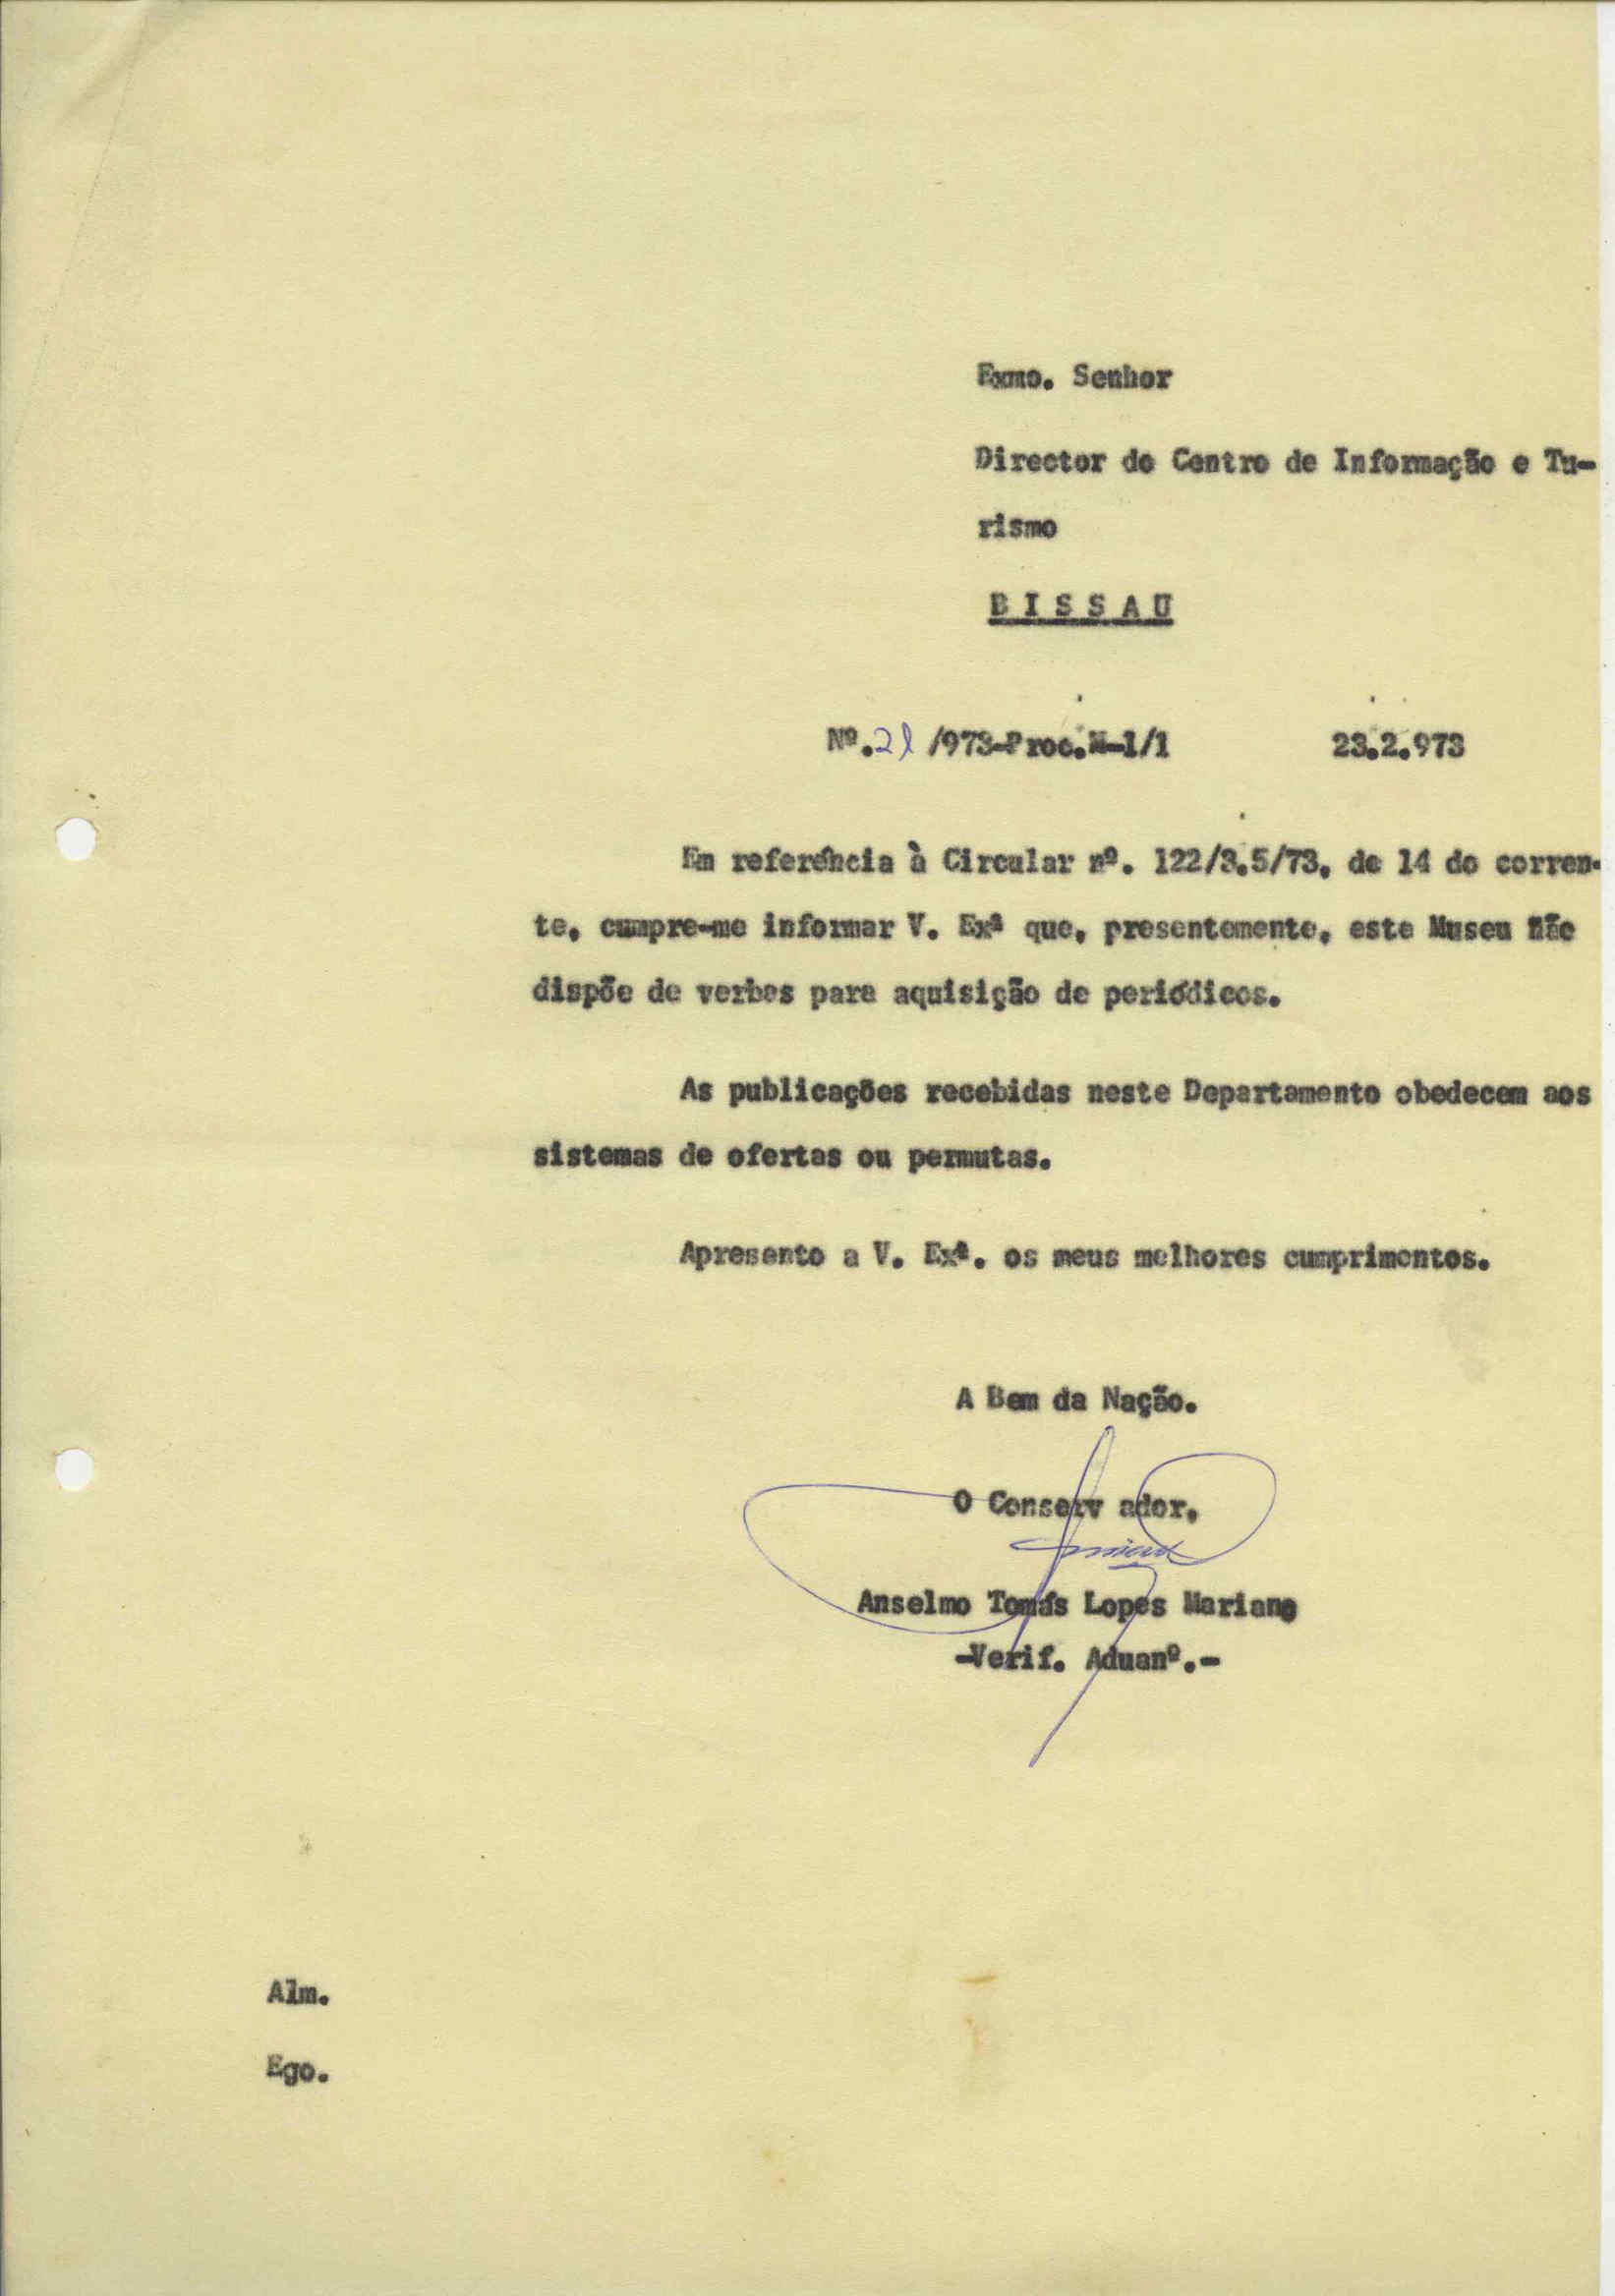 Exmo. Senhor
Director do Centro de Informação e Tu-
rismo
BISSAU
Nº.21/973-Proc.M-1/1 23.2.973
Em referência à Circular nº. 122/3.5/73, de 14 do corren-
te, cumpre-me informar V. Exª que, presentemente, este Museu não
dispõe de verbas para aquisição de periódicos.
As publicações recebidas neste Departamento obedecem aos
sistemas de ofertas ou permutas.
Apresento a V. Exª. os meus melhores cumprimentos.
A Bem da Nação.
O Conserv ador,
Anselmo Tomás Lopes Mariano
-Verif. Aduanº.-
Alm.
Ego.